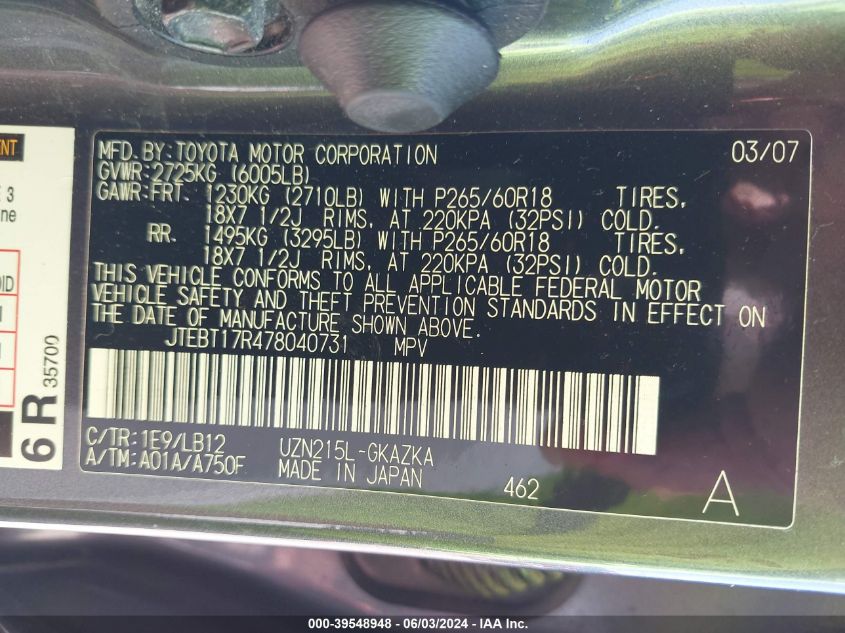 MFD. BY: TOYOTA MOTOR CORPORATION 03/07
GVWR: 2725KG (6005LB)
GAWR: FRT. 1230KG (2710LB) WITH P265/60R18 TIRES,
18X7 1/2J RIMS, AT 220KPA (32PSI) COLD.
RR. 1495KG (3295LB) WITH P265/60R18 TIRES,
18X7 1/2J RIMS, AT 220KPA (32PSI) COLD.
THIS VEHICLE CONFORMS TO ALL APPLICABLE FEDERAL MOTOR
VEHICLE SAFETY AND THEFT PREVENTION STANDARDS IN EFFECT ON
THE DATE OF MANUFACTURE SHOWN ABOVE.
JTEBT17R478040731 MPV
C/TR: 1E9/LB12 UZN215L-GKAZKA
A/TM: A01A/A750F MADE IN JAPAN 462 A
3
6 R 35700
000-39548948 - 06/03/2024 - IAA Inc.